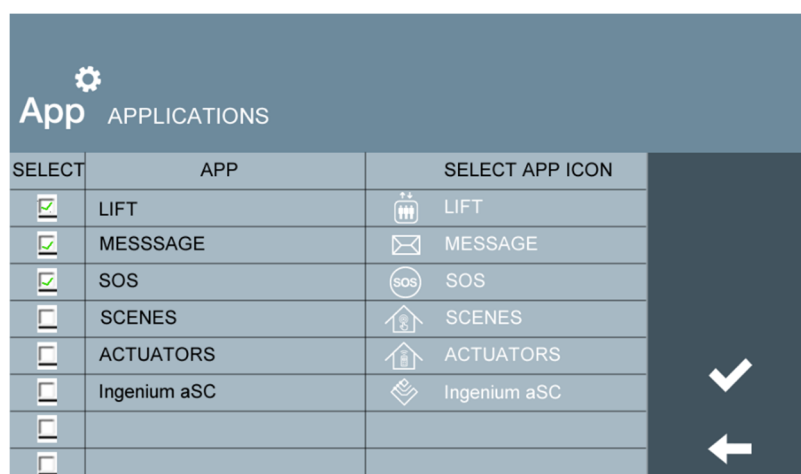 App APPLICATIONS
SELECT APP SELECT APP ICON
LIFT LIFT
MESSSAGE MESSAGE
SOS SOS SOS
SCENES SCENES
ACTUATORS ACTUATORS
Ingenium aSC Ingenium aSC